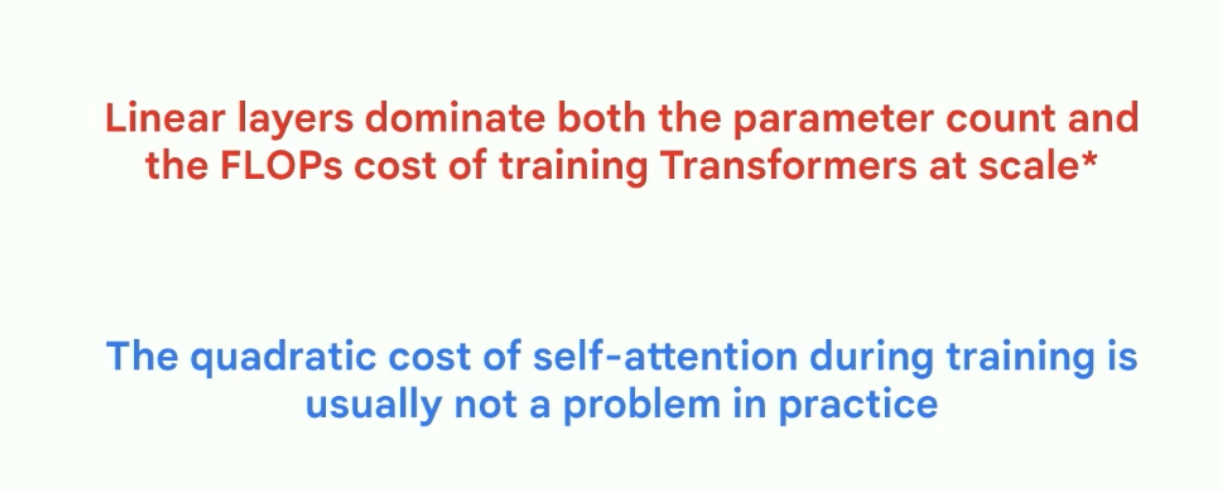 Linear layers dominate both the parameter count and
the FLOPs cost of training Transformers at scale*
The quadratic cost of self-attention during training is
usually not a problem in practice